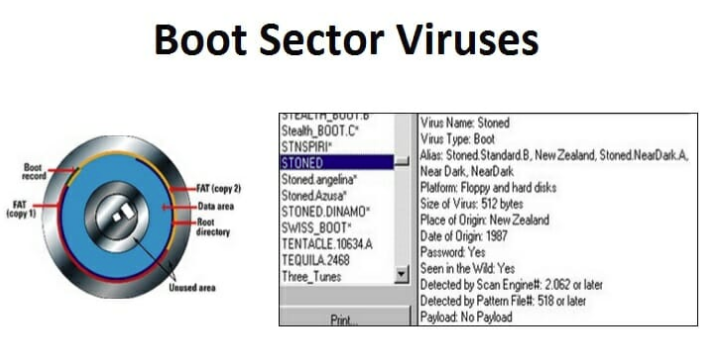 Boot Sector Viruses
Boot
record
FAT
(copy 1)
FAT (copy 2)
Data area
Root
directory
Unused area
STEALTH_BOOT.B
Stealth_BOOT.C*
STNSPIRI*
STONED
Stoned.angelina*
Stoned.Azusa*
STONED.DINAMO*
SWISS_BOOT*
TENTACLE.10634.A
TEQUILA.2468
Three_Tunes
Print...
Virus Name: Stoned
Virus Type: Boot
Alias: Stoned.Standard.B, New Zealand, Stoned.NearDark.A,
Near Dark, NearDark
Platform: Floppy and hard disks
Size of Virus: 512 bytes
Place of Origin: New Zealand
Date of Origin: 1987
Password: Yes
Seen in the Wild: Yes
Detected by Scan Engine#: 2.062 or later
Detected by Pattern File#: 518 or later
Payload: No Payload